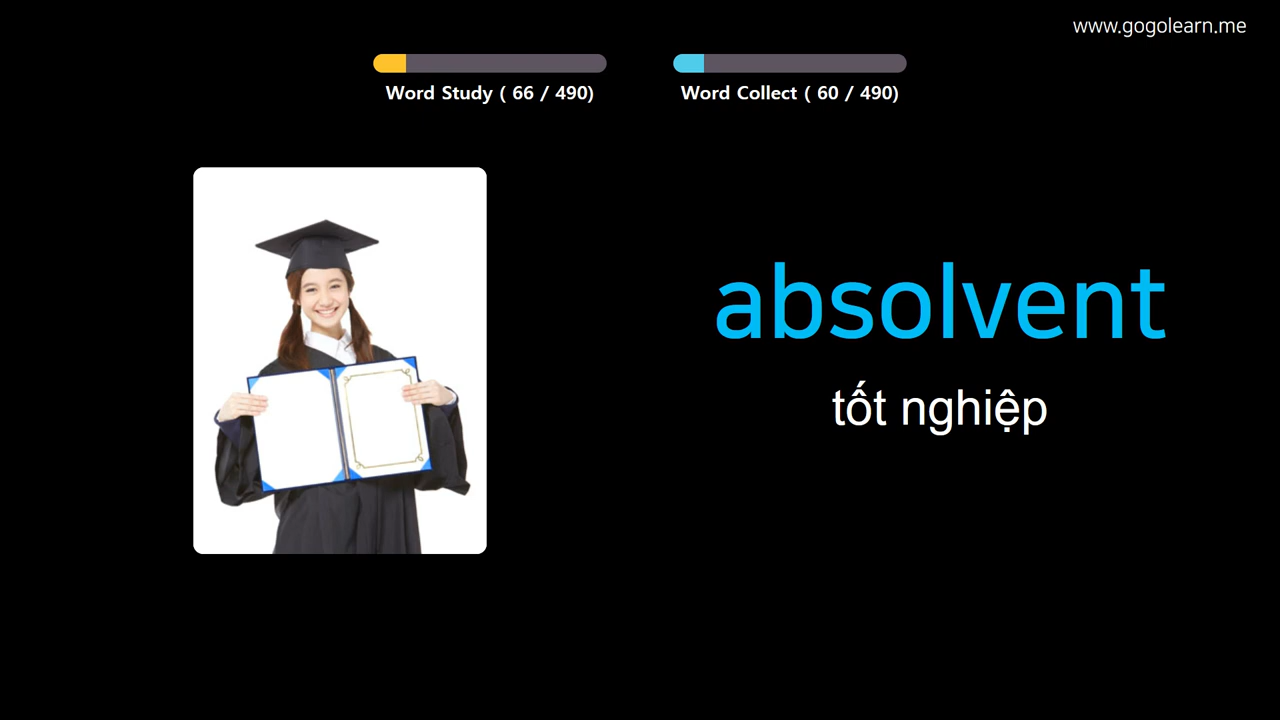 www.gogolearn.me
Word Study ( 66 / 490)
Word Collect ( 60 / 490)
absolvent
tốt nghiệp